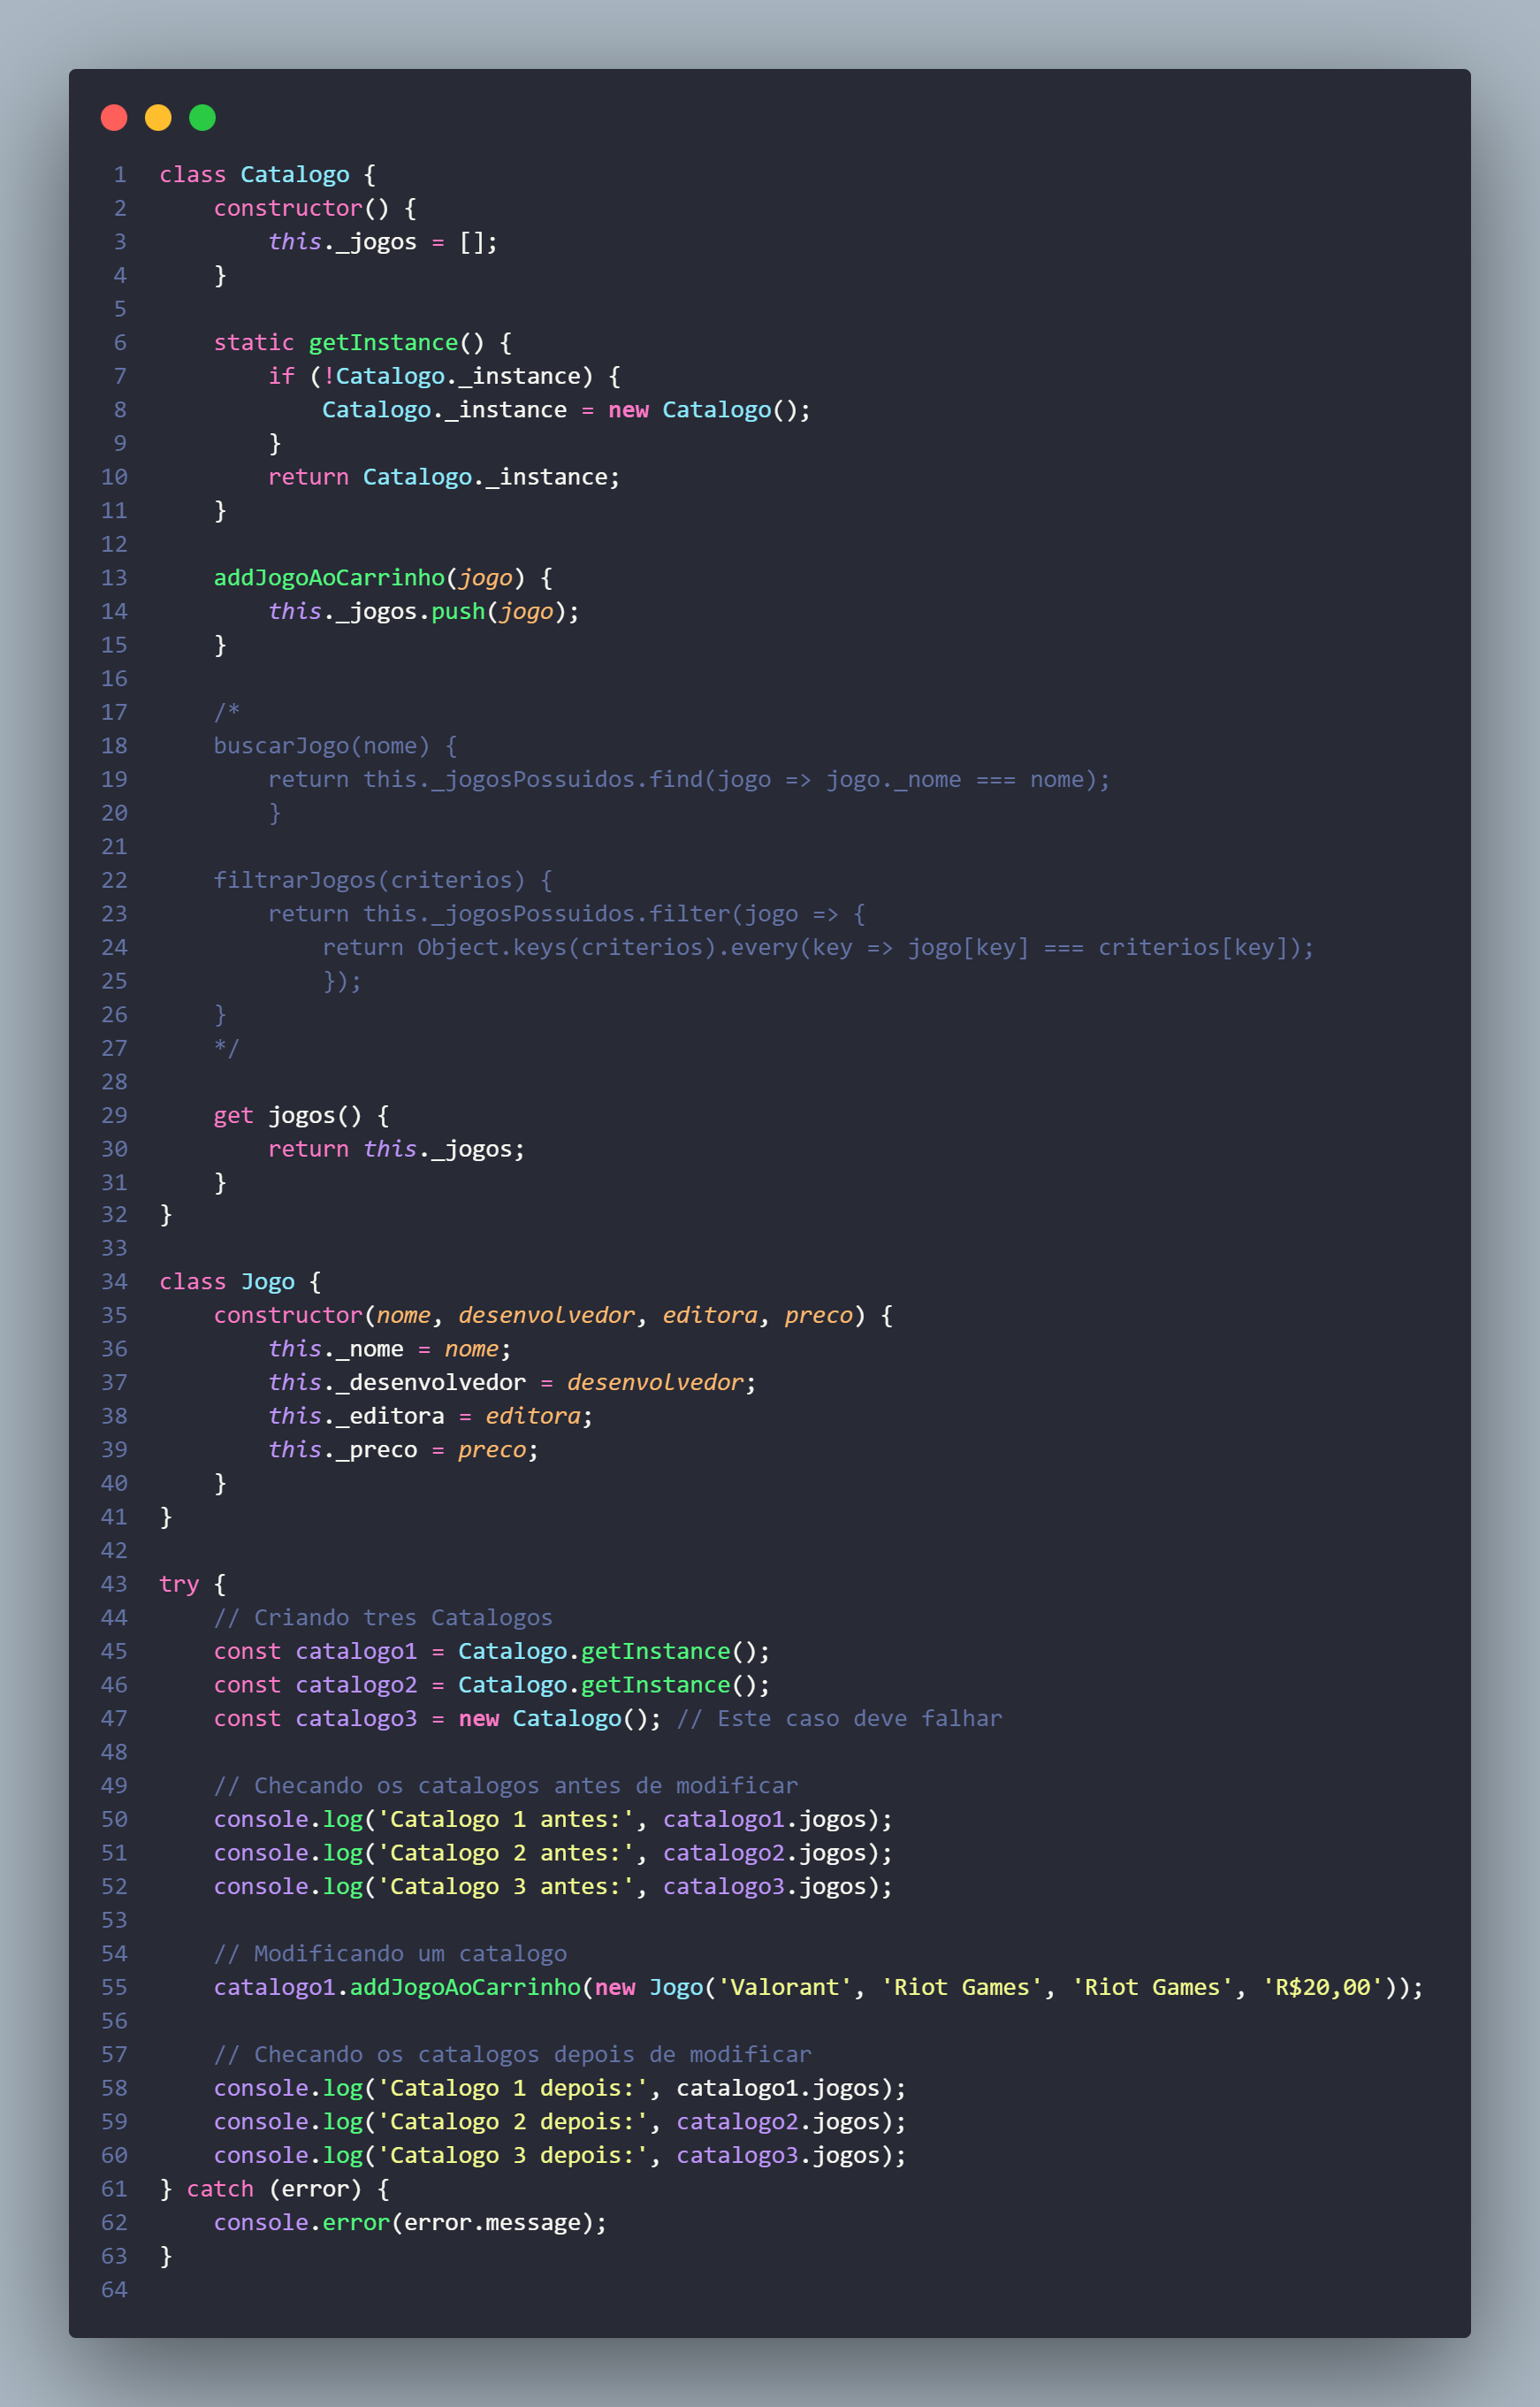 1 class Catalogo {
2     constructor() {
3         this._jogos = [];
4     }
5
6     static getInstance() {
7         if (!Catalogo._instance) {
8             Catalogo._instance = new Catalogo();
9         }
10         return Catalogo._instance;
11     }
12
13     addJogoAoCarrinho(jogo) {
14         this._jogos.push(jogo);
15     }
16
17     /*
18     buscarJogo(nome) {
19         return this._jogosPossuidos.find(jogo => jogo._nome === nome);
20         }
21
22     filtrarJogos(criterios) {
23         return this._jogosPossuidos.filter(jogo => {
24             return Object.keys(criterios).every(key => jogo[key] === criterios[key]);
25             });
26     }
27     */
28
29     get jogos() {
30         return this._jogos;
31     }
32 }
33
34 class Jogo {
35     constructor(nome, desenvolvedor, editora, preco) {
36         this._nome = nome;
37         this._desenvolvedor = desenvolvedor;
38         this._editora = editora;
39         this._preco = preco;
40     }
41 }
42
43 try {
44     // Criando tres Catalogos
45     const catalogo1 = Catalogo.getInstance();
46     const catalogo2 = Catalogo.getInstance();
47     const catalogo3 = new Catalogo(); // Este caso deve falhar
48
49     // Checando os catalogos antes de modificar
50     console.log('Catalogo 1 antes:', catalogo1.jogos);
51     console.log('Catalogo 2 antes:', catalogo2.jogos);
52     console.log('Catalogo 3 antes:', catalogo3.jogos);
53
54     // Modificando um catalogo
55     catalogo1.addJogoAoCarrinho(new Jogo('Valorant', 'Riot Games', 'Riot Games', 'R$20,00'));
56
57     // Checando os catalogos depois de modificar
58     console.log('Catalogo 1 depois:', catalogo1.jogos);
59     console.log('Catalogo 2 depois:', catalogo2.jogos);
60     console.log('Catalogo 3 depois:', catalogo3.jogos);
61 } catch (error) {
62     console.error(error.message);
63 }
64